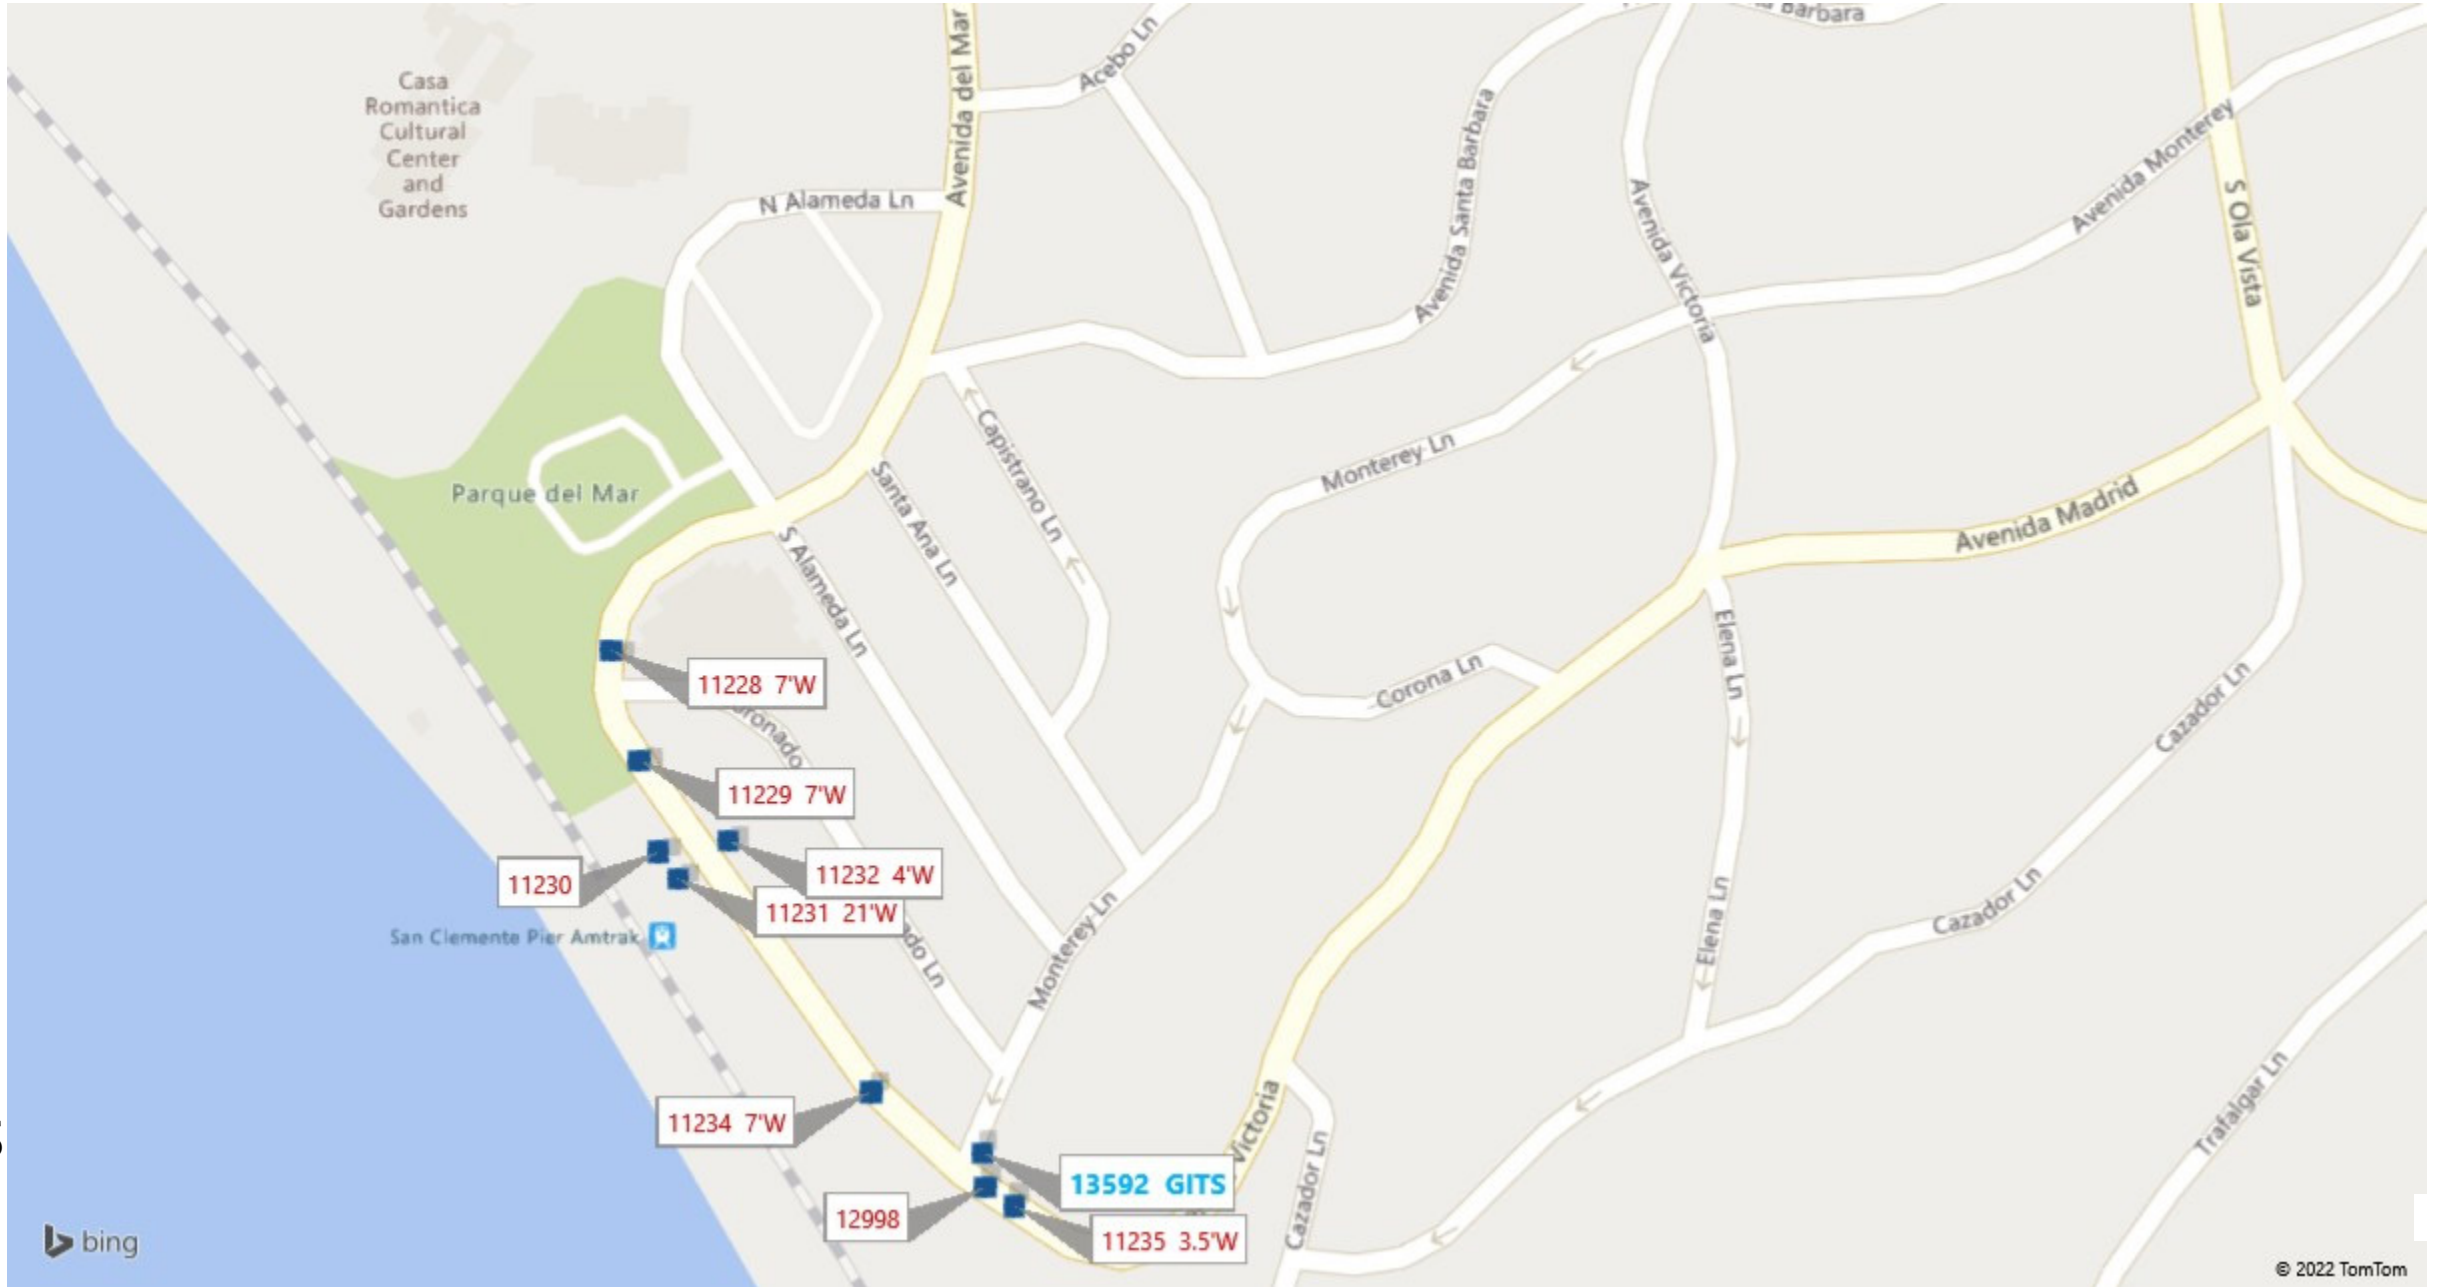 Barbara
Casa
Romantica
Cultural
Center
and
Gardens
Avenida del Mar
Acebo Ln
Avenida Santa Barbara
Avenida Victoria
Avenida Monterey
S Ola Vista
N Alameda Ln
Parque del Mar
Santa Ana Ln
Capistrano Ln
Monterey Ln
Avenida Madrid
S Alameda Ln
Elena Ln
Corona Ln
Cazador Ln
11228 7'W
11229 7'W
11230
11232 4'W
11231 21'W
San Clemente Pier Amtrak
Ln
Monterey Ln
Elena Ln
Cazador Ln
11234 7'W
Victoria
Cazador Ln
Trafalgar Ln
13592 GITS
12998
11235 3.5'W
bing
© 2022 TomTom